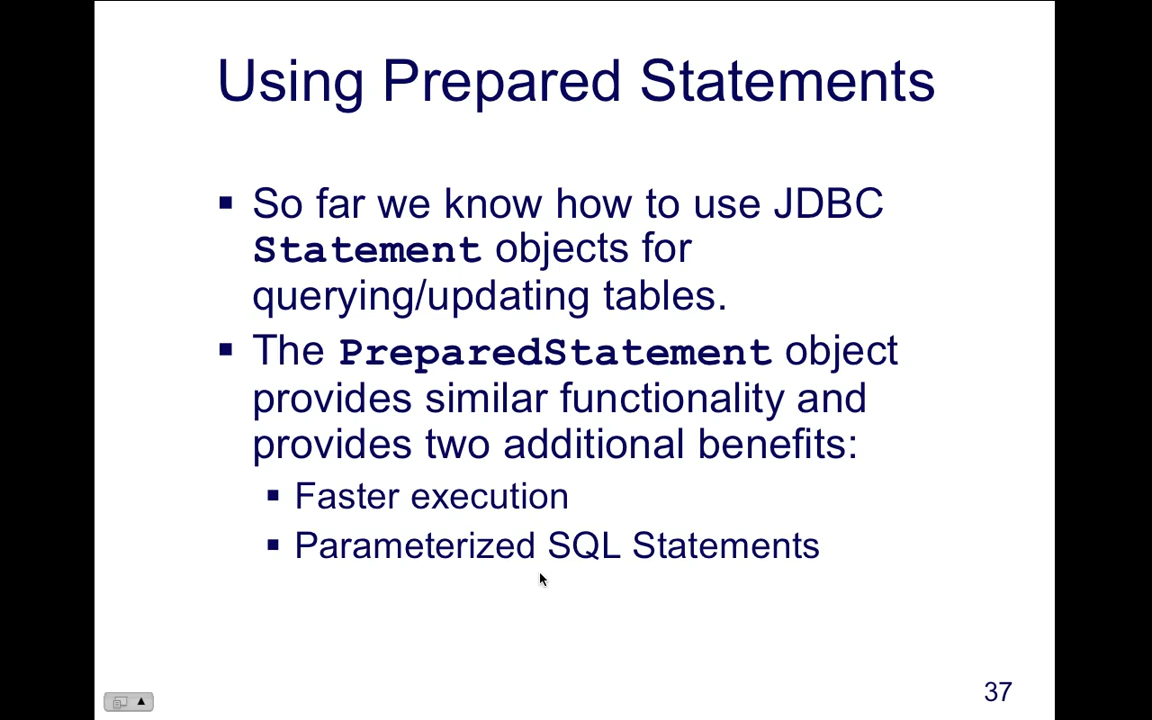 Using Prepared Statements
▪ So far we know how to use JDBC
Statement objects for
querying/updating tables.
▪ The PreparedStatement object
provides similar functionality and
provides two additional benefits:
▪ Faster execution
▪ Parameterized SQL Statements
37